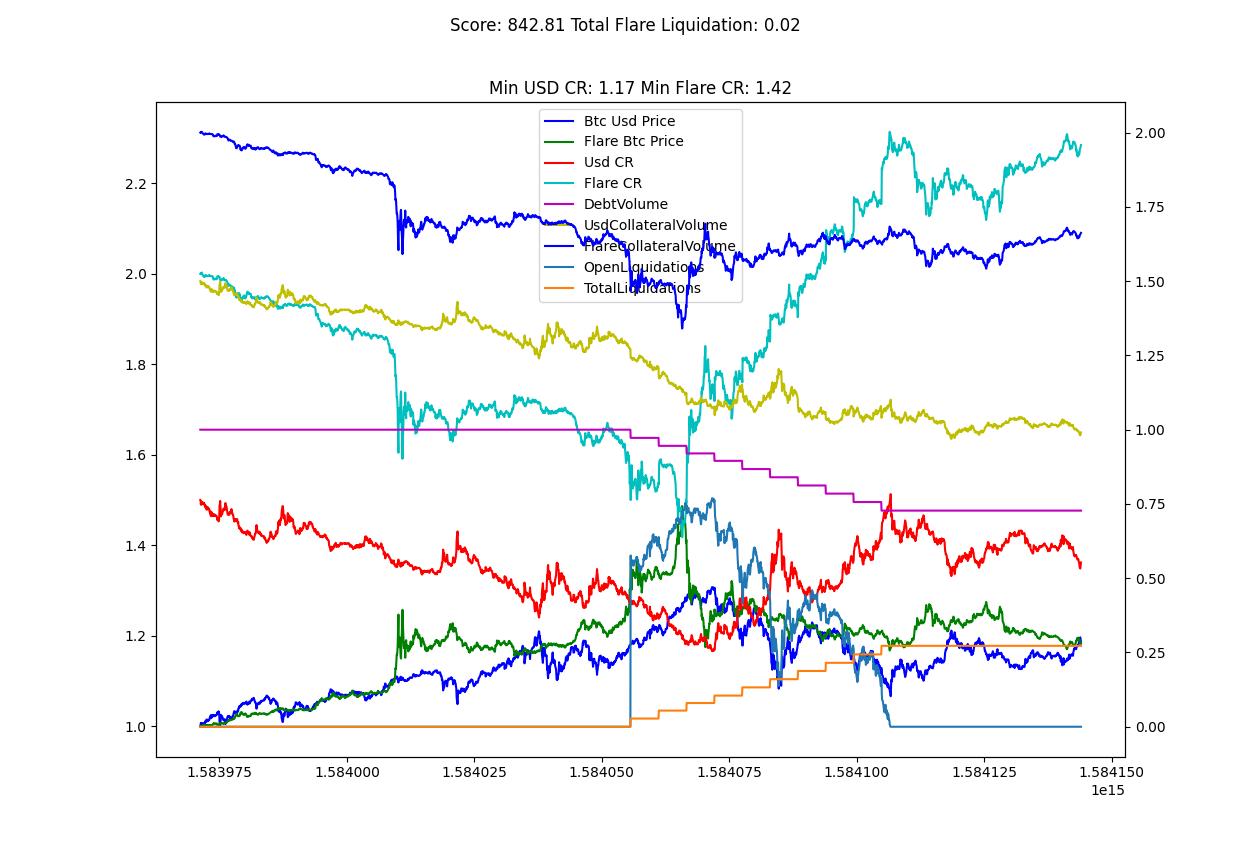 Score: 842.81 Total Flare Liquidation: 0.02
Min USD CR: 1.17 Min Flare CR: 1.42
Btc Usd Price
Flare Btc Price
Usd CR
Flare CR
DebtVolume
UsdCollateralVolume
FlareCollateralVolume
OpenLiquidations
TotalLiquidations
2.2
2.0
1.8
1.6
1.4
1.2
1.0
2.00
1.75
1.50
1.25
1.00
0.75
0.50
0.25
0.00
1.583975 1.584000 1.584025 1.584050 1.584075 1.584100 1.584125 1.584150
1e15